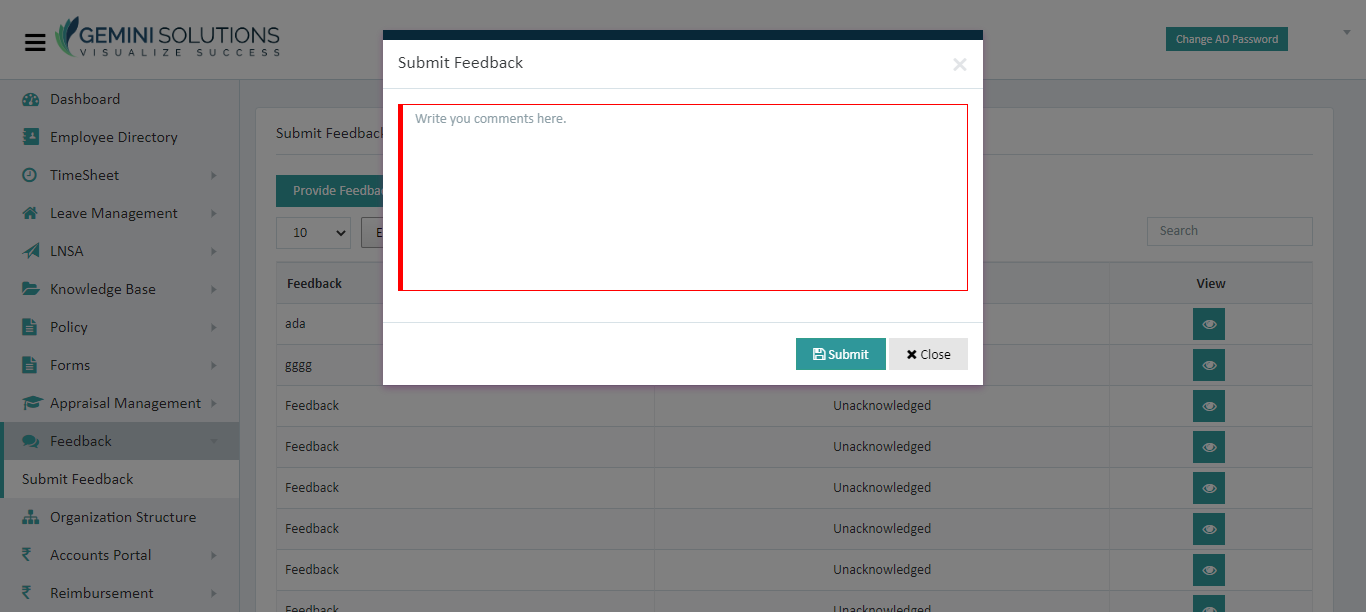 GEMINI SOLUTIONS
VISUALIZE SUCCESS
Change AD Password
Dashboard
Employee Directory
TimeSheet
Leave Management
LNSA
Knowledge Base
Policy
Forms
Appraisal Management
Feedback
Submit Feedback
Organization Structure
Accounts Portal
Reimbursement
Submit Feedback
Write you comments here.
Submit
Close
Submit Feedback
Provide
10
Search
Feedback View
ada
gggg
Feedback Unacknowledged
Feedback Unacknowledged
Feedback Unacknowledged
Feedback Unacknowledged
Feedback Unacknowledged
Feedback Unacknowledged